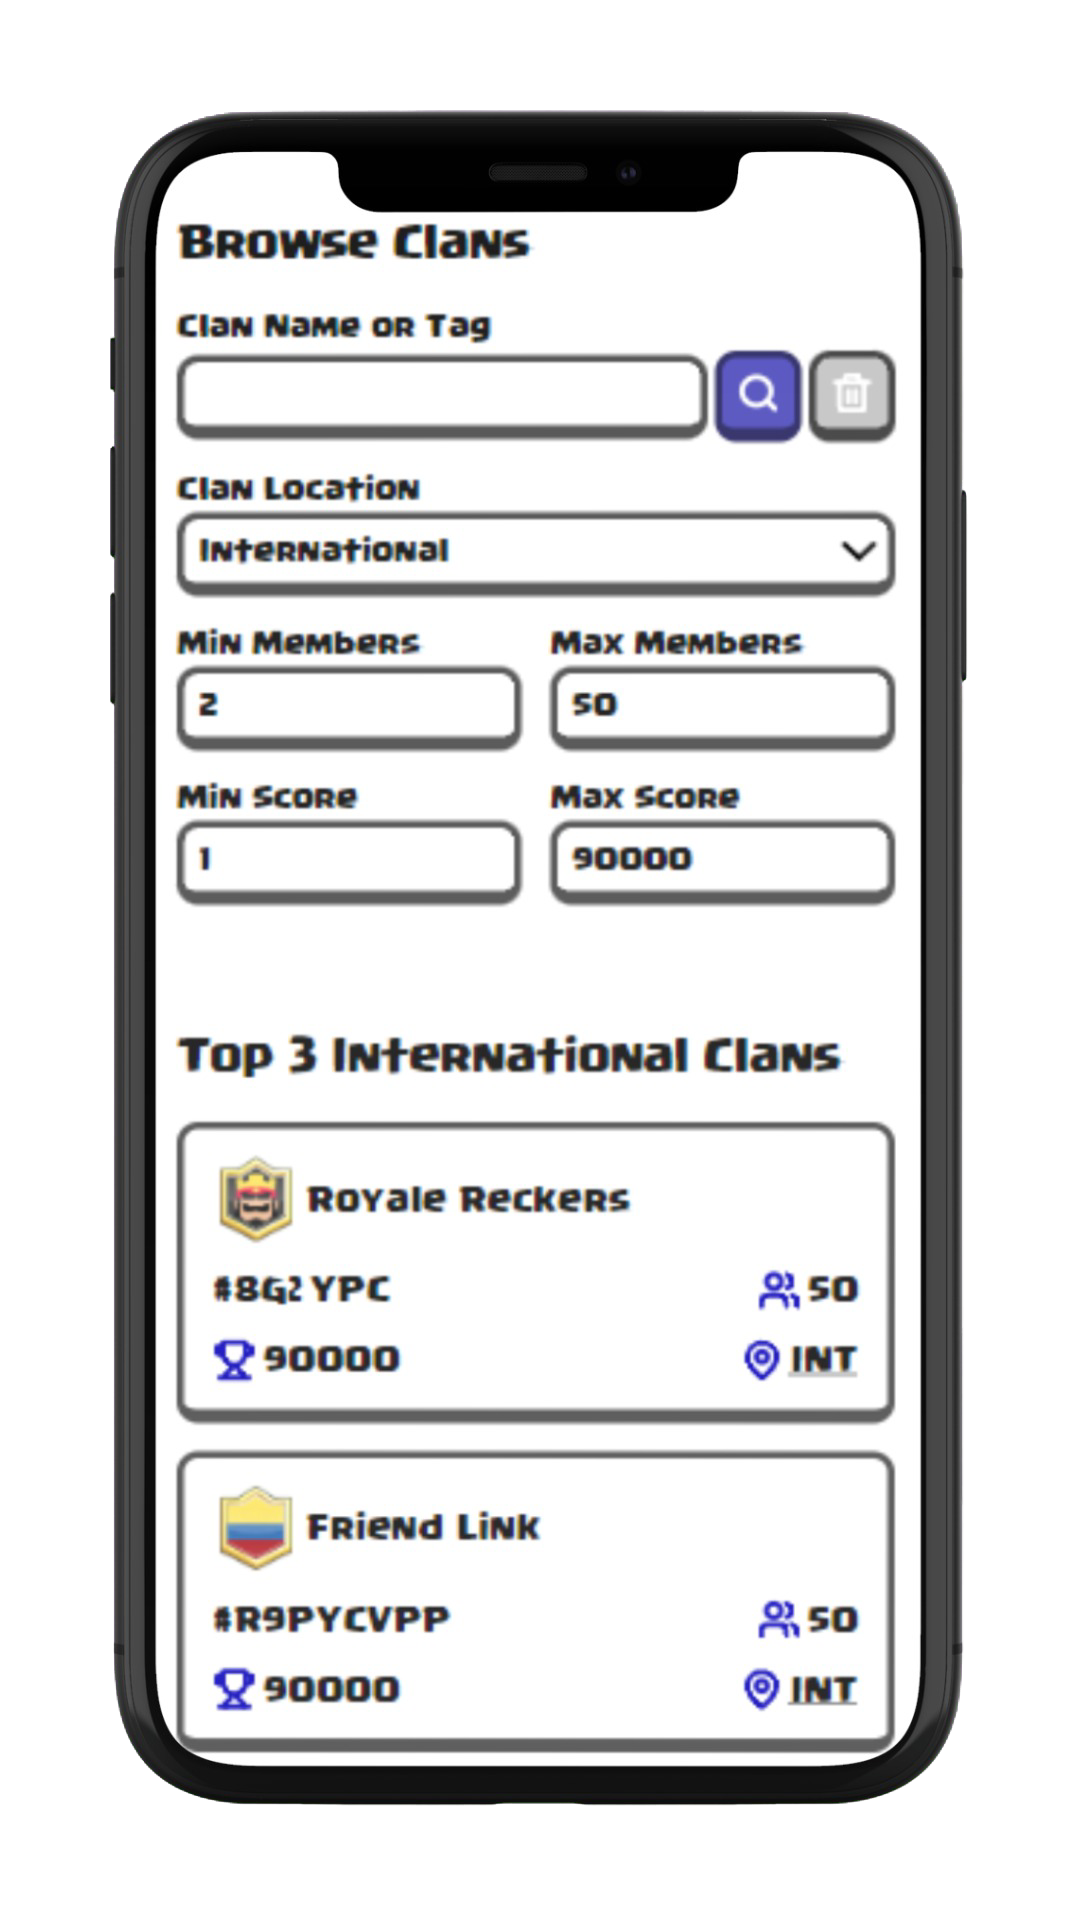 Browse Clans
Clan Name or Tag
Clan Location
International
Min Members Max Members
2 50
Min Score Max Score
1 90000
Top 3 International Clans
Royale Reckers
50
90000 INT
Friend Link
#R9PYCVPP 50
90000 INT